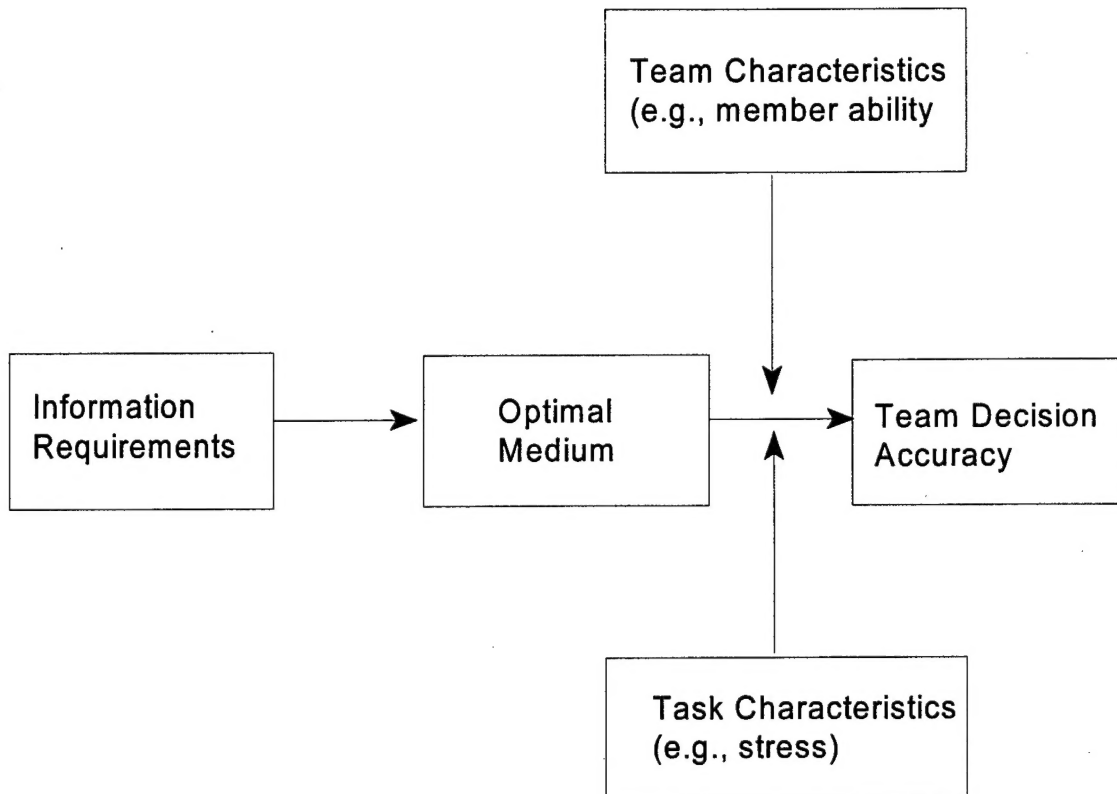 Team Characteristics
(e.g., member ability
Information
Requirements
Optimal
Medium
Team Decision
Accuracy
Task Characteristics
(e.g., stress)